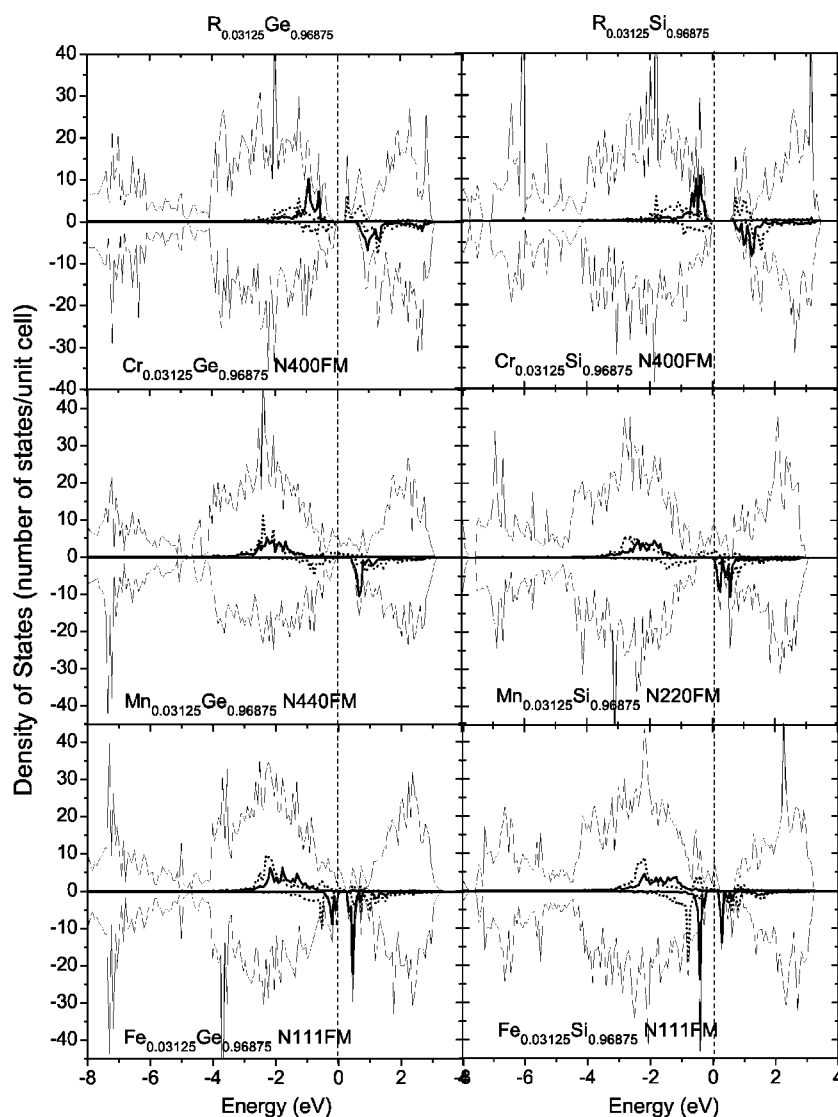 R0.03125Ge0.96875
R0.03125Si0.96875
Density of States (number of states/unit cell)
40
30
20
10
0
-10
-20
-30
-40
Cr0.03125Ge0.96875 N400FM
Cr0.03125Si0.96875 N400FM
40
30
20
10
0
-10
-20
-30
-40
Mn0.03125Ge0.96875 N440FM
Mn0.03125Si0.96875 N220FM
40
30
20
10
0
-10
-20
-30
-40
Fe0.03125Ge0.96875 N111FM
Fe0.03125Si0.96875 N111FM
-8 -6 -4 -2 0 2 4
-8 -6 -4 -2 0 2 4
Energy (eV)
Energy (eV)